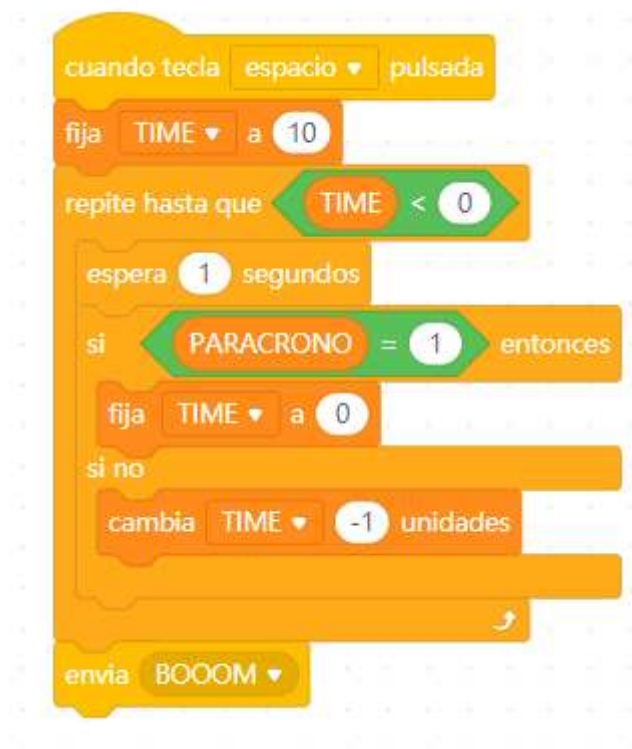 cuando tecla espacio pulsada
fija TIME a 10
repite hasta que TIME < 0
espera 1 segundos
si PARACRONO = 1 entonces
fija TIME a 0
si no
cambia TIME -1 unidades
envia BOOOM